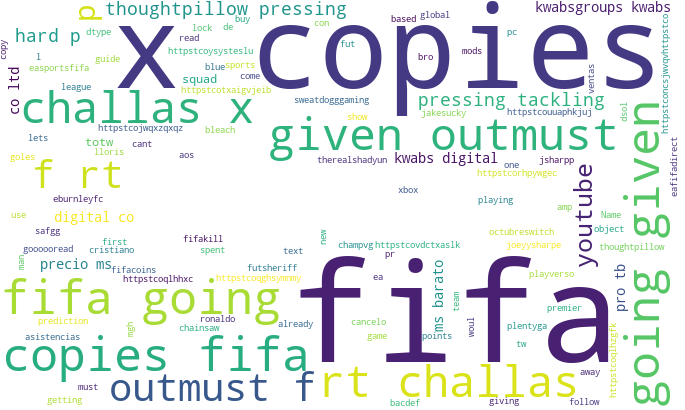 thoughtpillow pressing
kwabsgroups kwabs
p
lock de buy con based global
dtype read httpstcoysysteslu fut bro pc
hard p
copy
guide blue mods
x copies
l
easportsfifa squad sports come ventas
co ltd
league httpstcotxaigvjeib
sweatdogggaming
pressing tackling
challas x
bleach jakesucky httpstcouuaphkjuj
httpstcojwqxzqxqz show
given outmust
lets totw cant
goles lloris aos therealshadyun kwabs digital one jsharpp
f rt
httpstcorhpywgec
eburnleyfc xbox playing
use digital co octubreswitch amp Name
safgg joeyysharpe object
goooooread first fifakill text new champvg httpstcovdctxaslk thoughtpillow
cristiano spent pr
man precio ms fifacoins futsheriff
httpstcoqlhhxc httpstcoqghsymnmy ea playverso
youtube
going given
dsol
eafifadirect
pro tb
ms barato
fifa going
fifa
ronaldo already cancelo points team plentyga premier
prediction chainsaw game woul
mgh
asistencias tw
copies fifa
rt challas
away
outmust f
must
getting bacdef giving follow